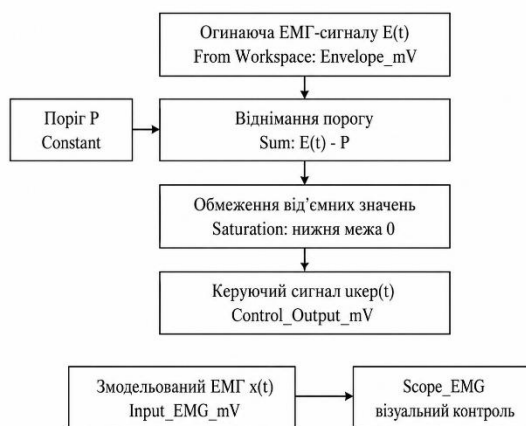 Огинаюча ЕМГ-сигналу E(t)
From Workspace: Envelope_mV
Поріг P
Constant
Віднімання порогу
Sum: E(t) - P
Обмеження від’ємних значень
Saturation: нижня межа 0
Керуючий сигнал uкер(t)
Control_Output_mV
Змодельований ЕМГ x(t)
Input_EMG_mV
Scope_EMG
візуальний контроль